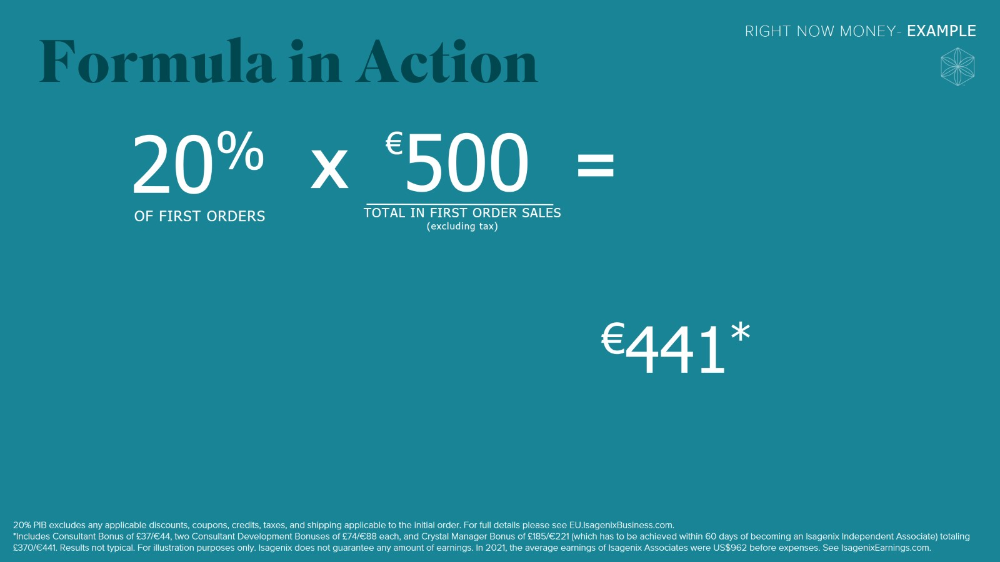 RIGHT NOW MONEY- EXAMPLE
Formula in Action
20% x €500 =
OF FIRST ORDERS
TOTAL IN FIRST ORDER SALES
(excluding tax)
€441*
20% PIB excludes any applicable discounts, coupons, credits, taxes, and shipping applicable to the initial order. For full details please see EU.IsagenixBusiness.com.
*Includes Consultant Bonus of £37/€44, two Consultant Development Bonuses of £74/€88 each, and Crystal Manager Bonus of £185/€221 (which has to be achieved within 60 days of becoming an Isagenix Independent Associate) totaling
£370/€441. Results not typical. For illustration purposes only. Isagenix does not guarantee any amount of earnings. In 2021, the average earnings of Isagenix Associates were US$962 before expenses. See IsagenixEarnings.com.